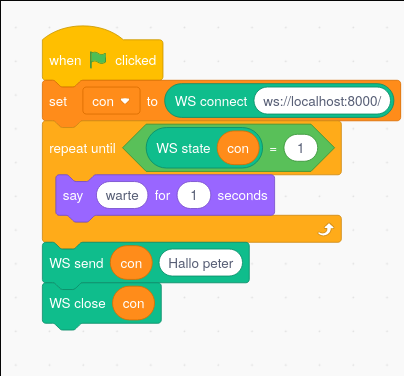 when clicked
set con to WS connect ws://localhost:8000/
repeat until WS state con = 1
say warte for 1 seconds
WS send con Hallo peter
WS close con